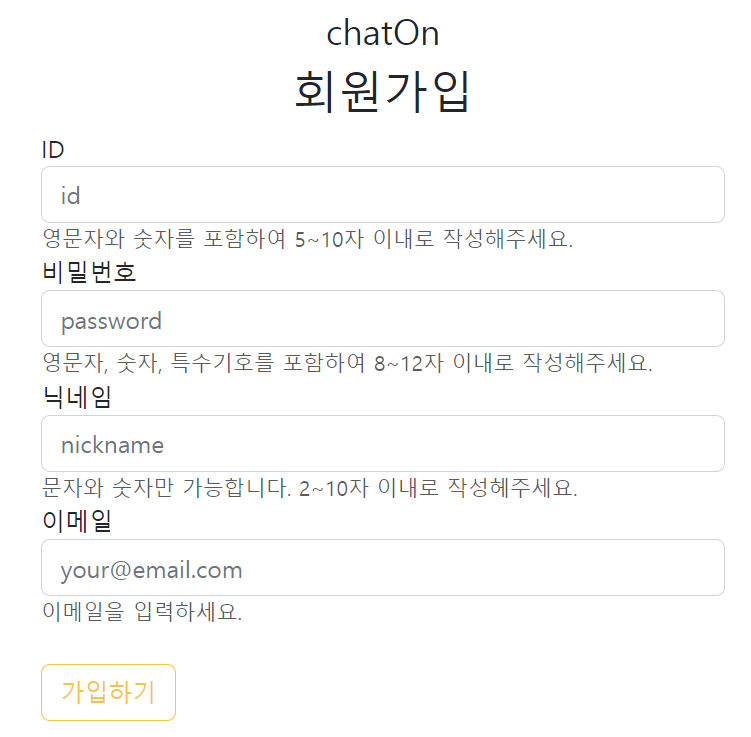 chatOn
회원가입
ID
id
영문자와 숫자를 포함하여 5~10자 이내로 작성해주세요.
비밀번호
password
영문자, 숫자, 특수기호를 포함하여 8~12자 이내로 작성해주세요.
닉네임
nickname
문자와 숫자만 가능합니다. 2~10자 이내로 작성헤주세요.
이메일
your@email.com
이메일을 입력하세요.
가입하기